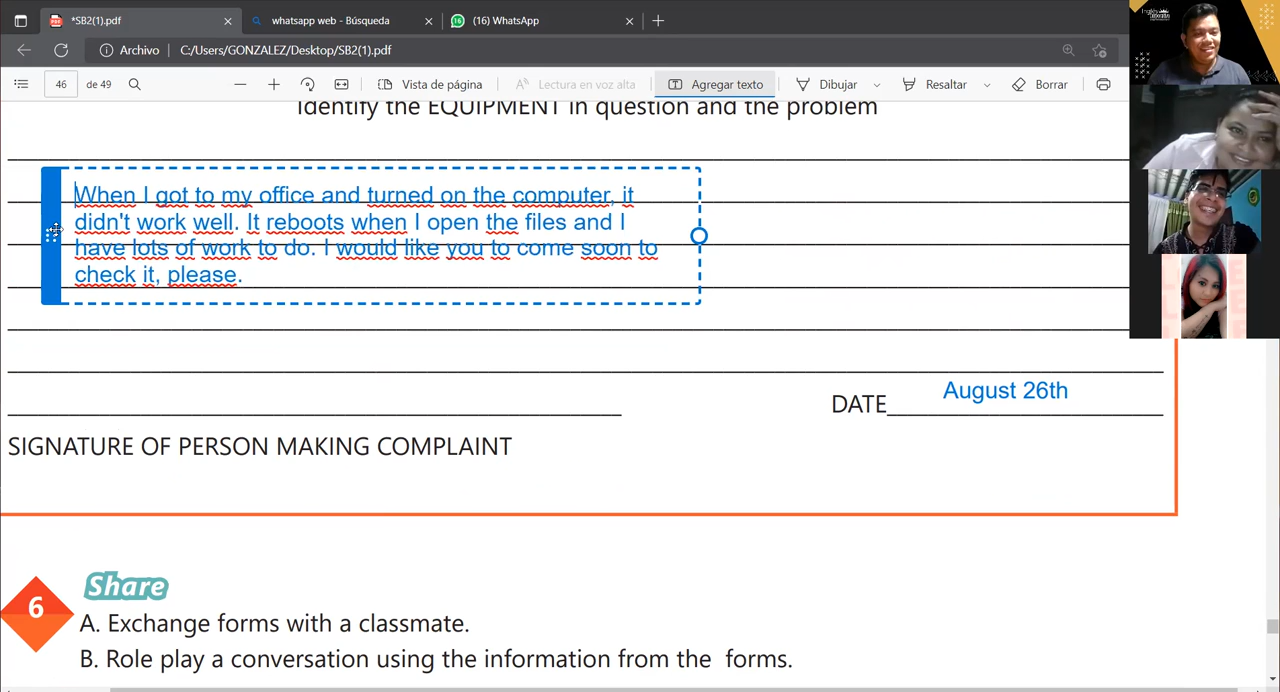 *SB2(1).pdf
whatsapp web - Búsqueda
(16) WhatsApp
Archivo
C:/Users/GONZALEZ/Desktop/SB2(1).pdf
46
de 49
Vista de página
Lectura en voz alta
Agregar texto
Dibujar
Resaltar
Borrar
Identify the EQUIPMENT in question and the problem
When I got to my office and turned on the computer, it
didn't work well. It reboots when I open the files and I
have lots of work to do. I would like you to come soon to
check it, please.
August 26th
DATE
SIGNATURE OF PERSON MAKING COMPLAINT
6
Share
A. Exchange forms with a classmate.
B. Role play a conversation using the information from the forms.